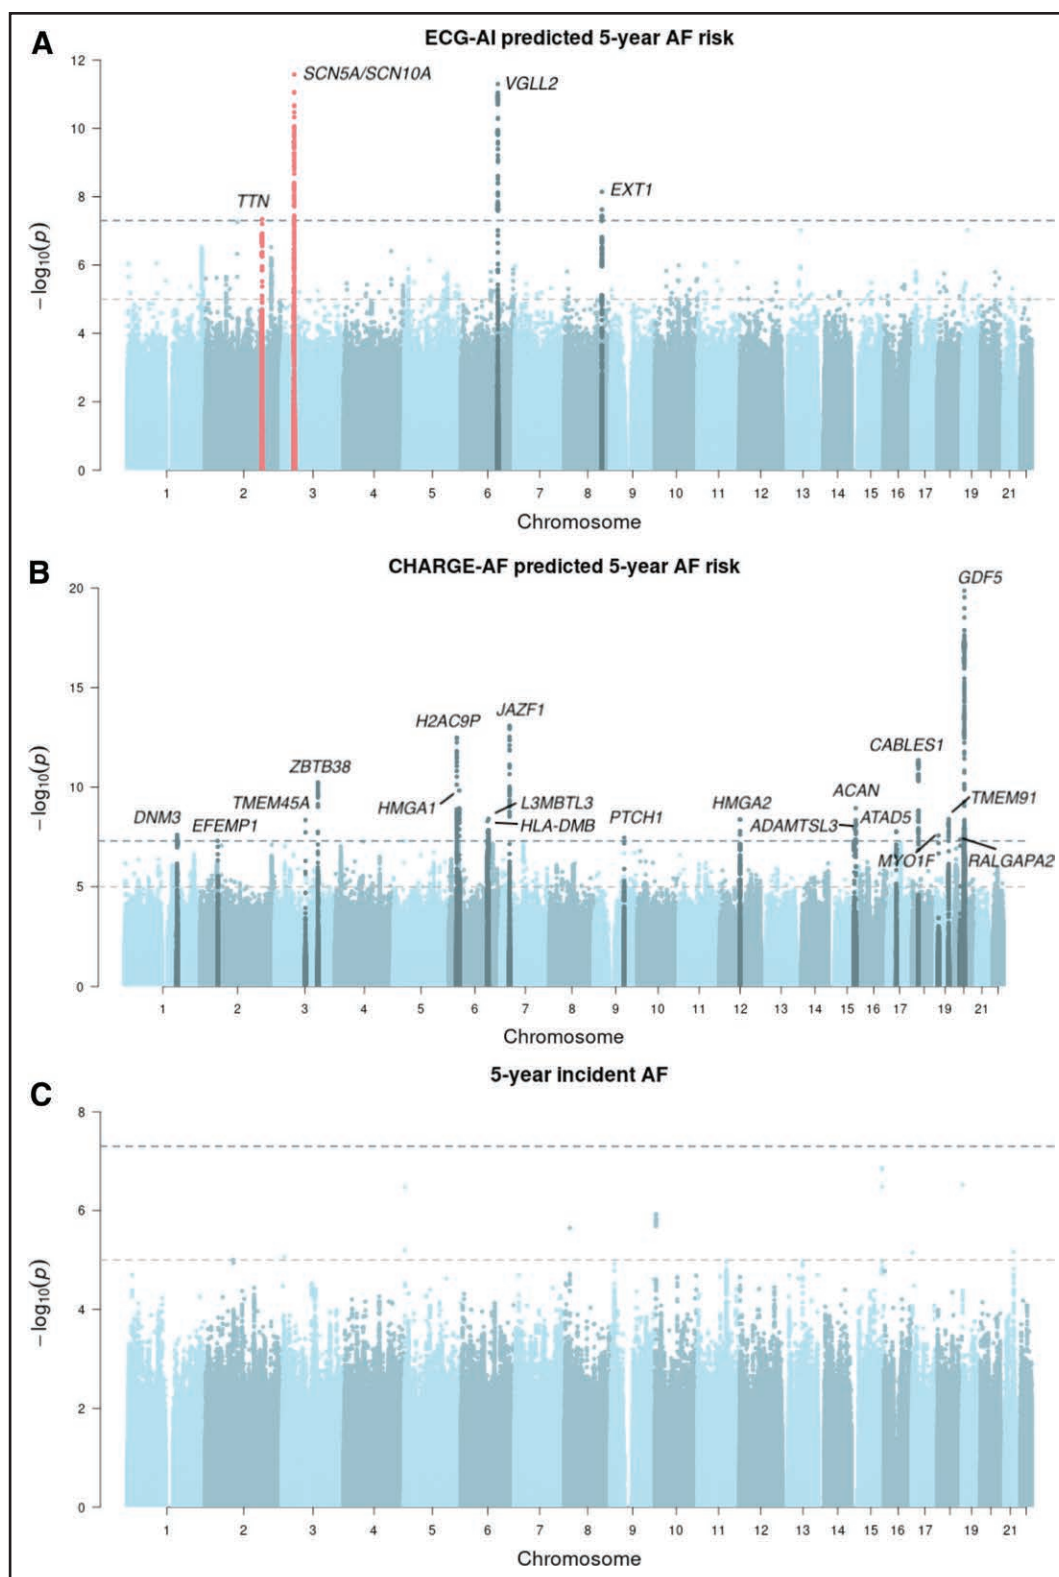 A
ECG-AI predicted 5-year AF risk
12
10
8
6
4
2
0
−log10(p)
SCN5A/SCN10A
VGLL2
TTN
EXT1
1 2 3 4 5 6 7 8 9 10 11 12 13 14 15 16 17 19 21
Chromosome
B
CHARGE-AF predicted 5-year AF risk
20
15
10
5
0
−log10(p)
GDF5
JAZF1
H2AC9P
CABLES1
ZBTB38
ACAN
TMEM91
TMEM45A
HMGA1
L3MBTL3
HMGA2
DNM3
PTCH1
ATAD5
EFEMP1
HLA-DMB
ADAMTSL3
MYO1F
RALGAPA2
1 2 3 4 5 6 7 8 9 10 11 12 13 14 15 16 17 19 21
Chromosome
C
5-year incident AF
8
6
4
2
0
−log10(p)
1 2 3 4 5 6 7 8 9 10 11 12 13 14 15 16 17 19 21
Chromosome